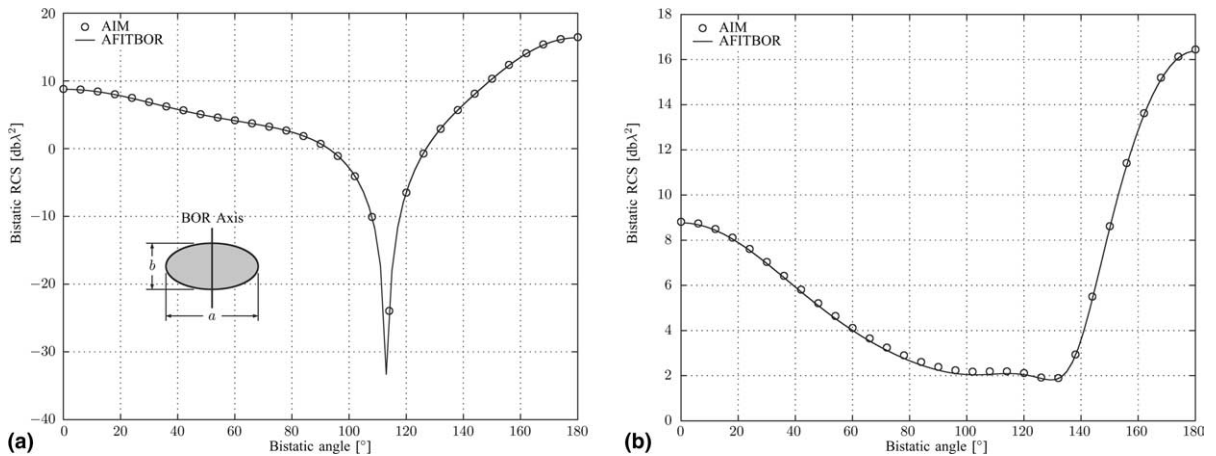 20
10
0
−10
−20
−30
−40
Bistatic RCS [dbλ²]
AIM
AFITBOR
BOR Axis
b
a
0 20 40 60 80 100 120 140 160 180
Bistatic angle [°]
(a)
18
16
14
12
10
8
6
4
2
0
Bistatic RCS [dbλ²]
AIM
AFITBOR
0 20 40 60 80 100 120 140 160 180
Bistatic angle [°]
(b)